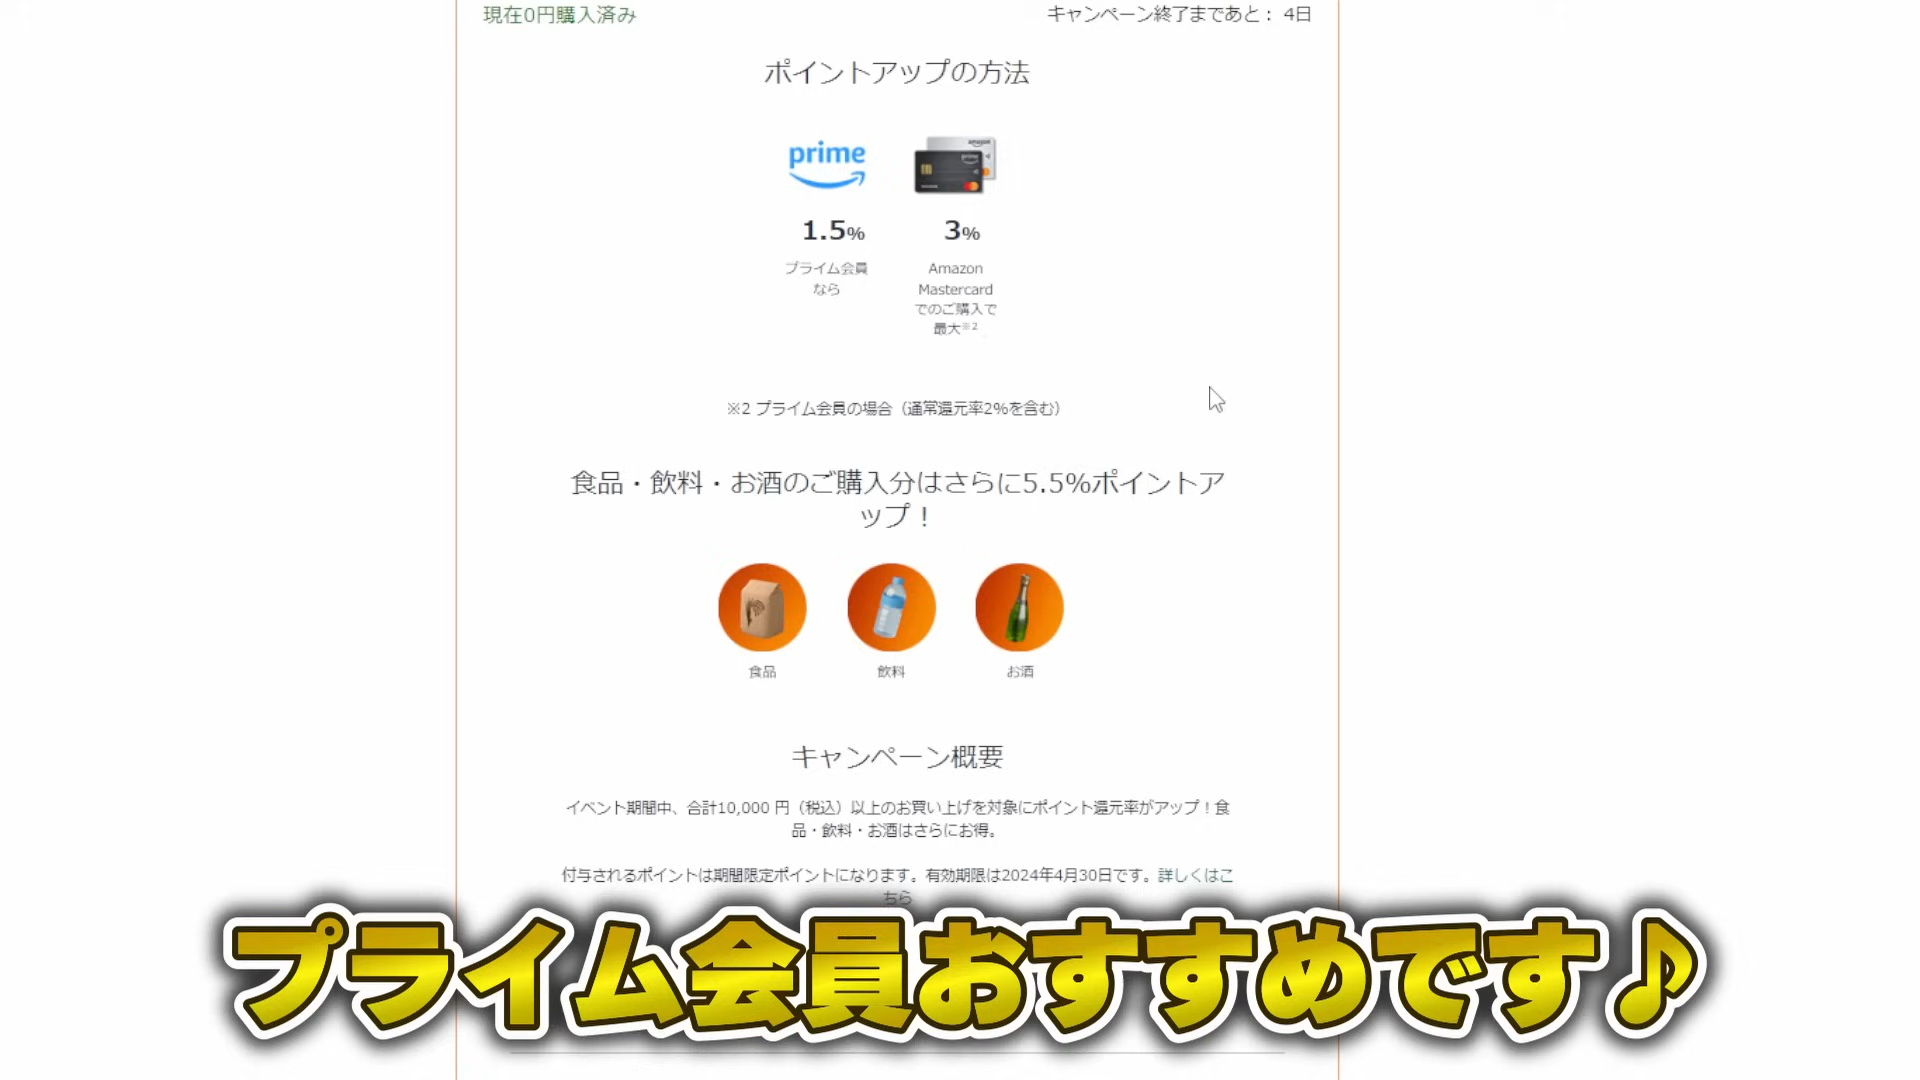 現在0円購入済み
キャンペーン終了まであと： 4日
ポイントアップの方法
prime
amazon
prime
1.5%
3%
プライム会員
なら
Amazon
Mastercard
でのご購入で
最大※2
※2 プライム会員の場合（通常還元率2%を含む）
食品・飲料・お酒のご購入分はさらに5.5%ポイントア
ップ！
食品
飲料
お酒
キャンペーン概要
イベント期間中、合計10,000 円（税込）以上のお買い上げを対象にポイント還元率がアップ！食
品・飲料・お酒はさらにお得。
付与されるポイントは期間限定ポイントになります。有効期限は2024年4月30日です。詳しくはこ
ちら
プライム会員おすすめです♪